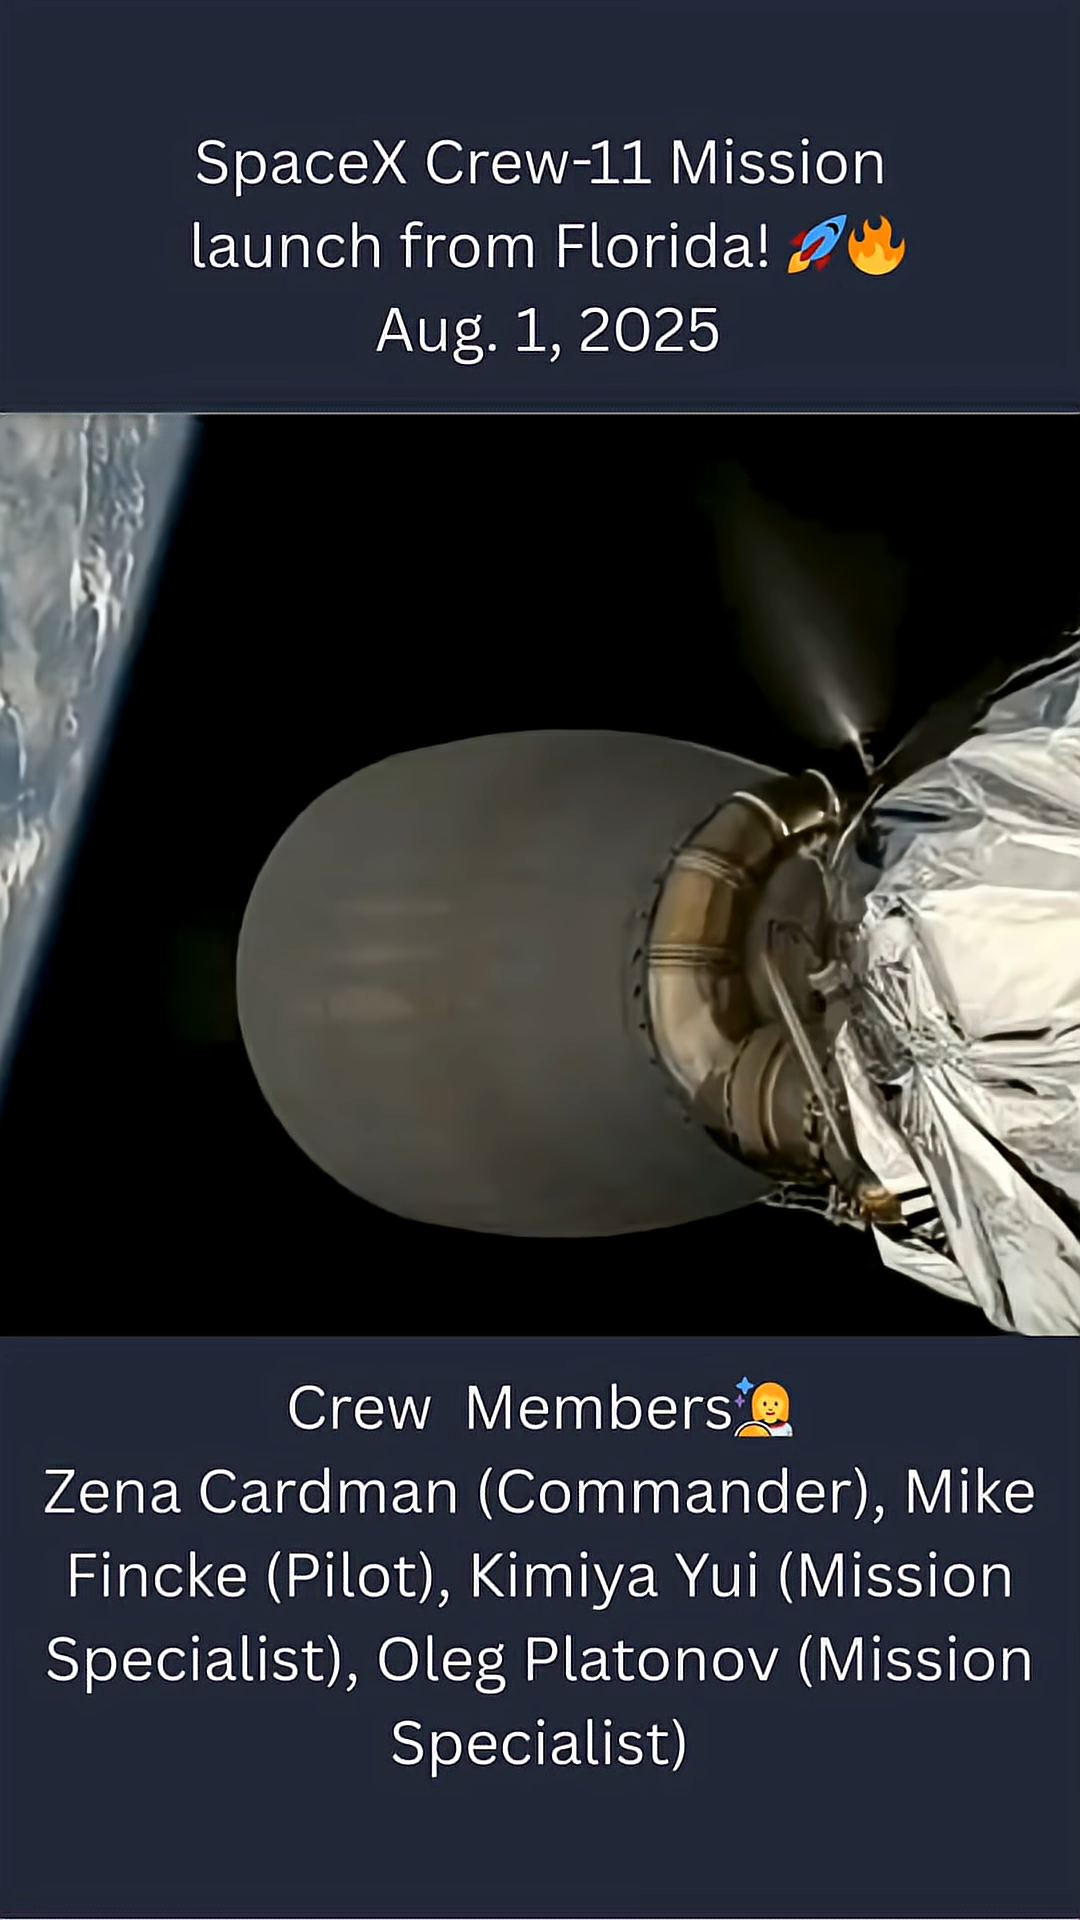 SpaceX Crew-11 Mission
launch from Florida! 🚀🔥
Aug. 1, 2025
Crew  Members
Zena Cardman (Commander), Mike
Fincke (Pilot), Kimiya Yui (Mission
Specialist), Oleg Platonov (Mission
Specialist)